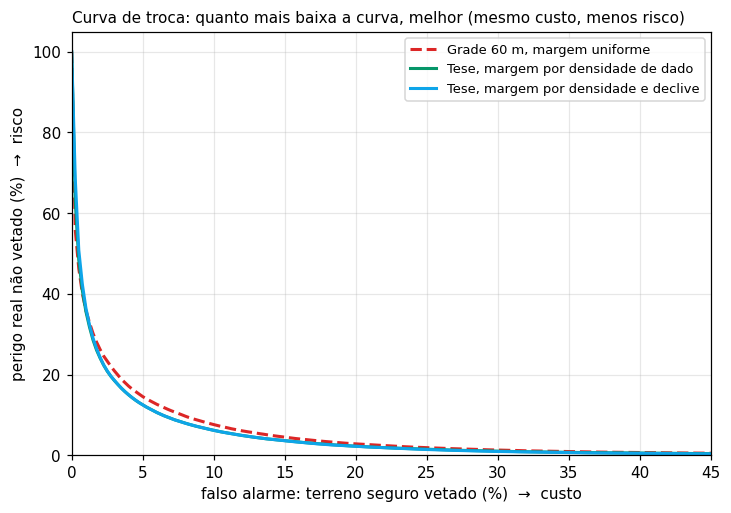 Curva de troca: quanto mais baixa a curva, melhor (mesmo custo, menos risco)
perigo real não vetado (%) → risco
100
80
60
40
20
0
Grade 60 m, margem uniforme
Tese, margem por densidade de dado
Tese, margem por densidade e declive
0 5 10 15 20 25 30 35 40 45
falso alarme: terreno seguro vetado (%) → custo